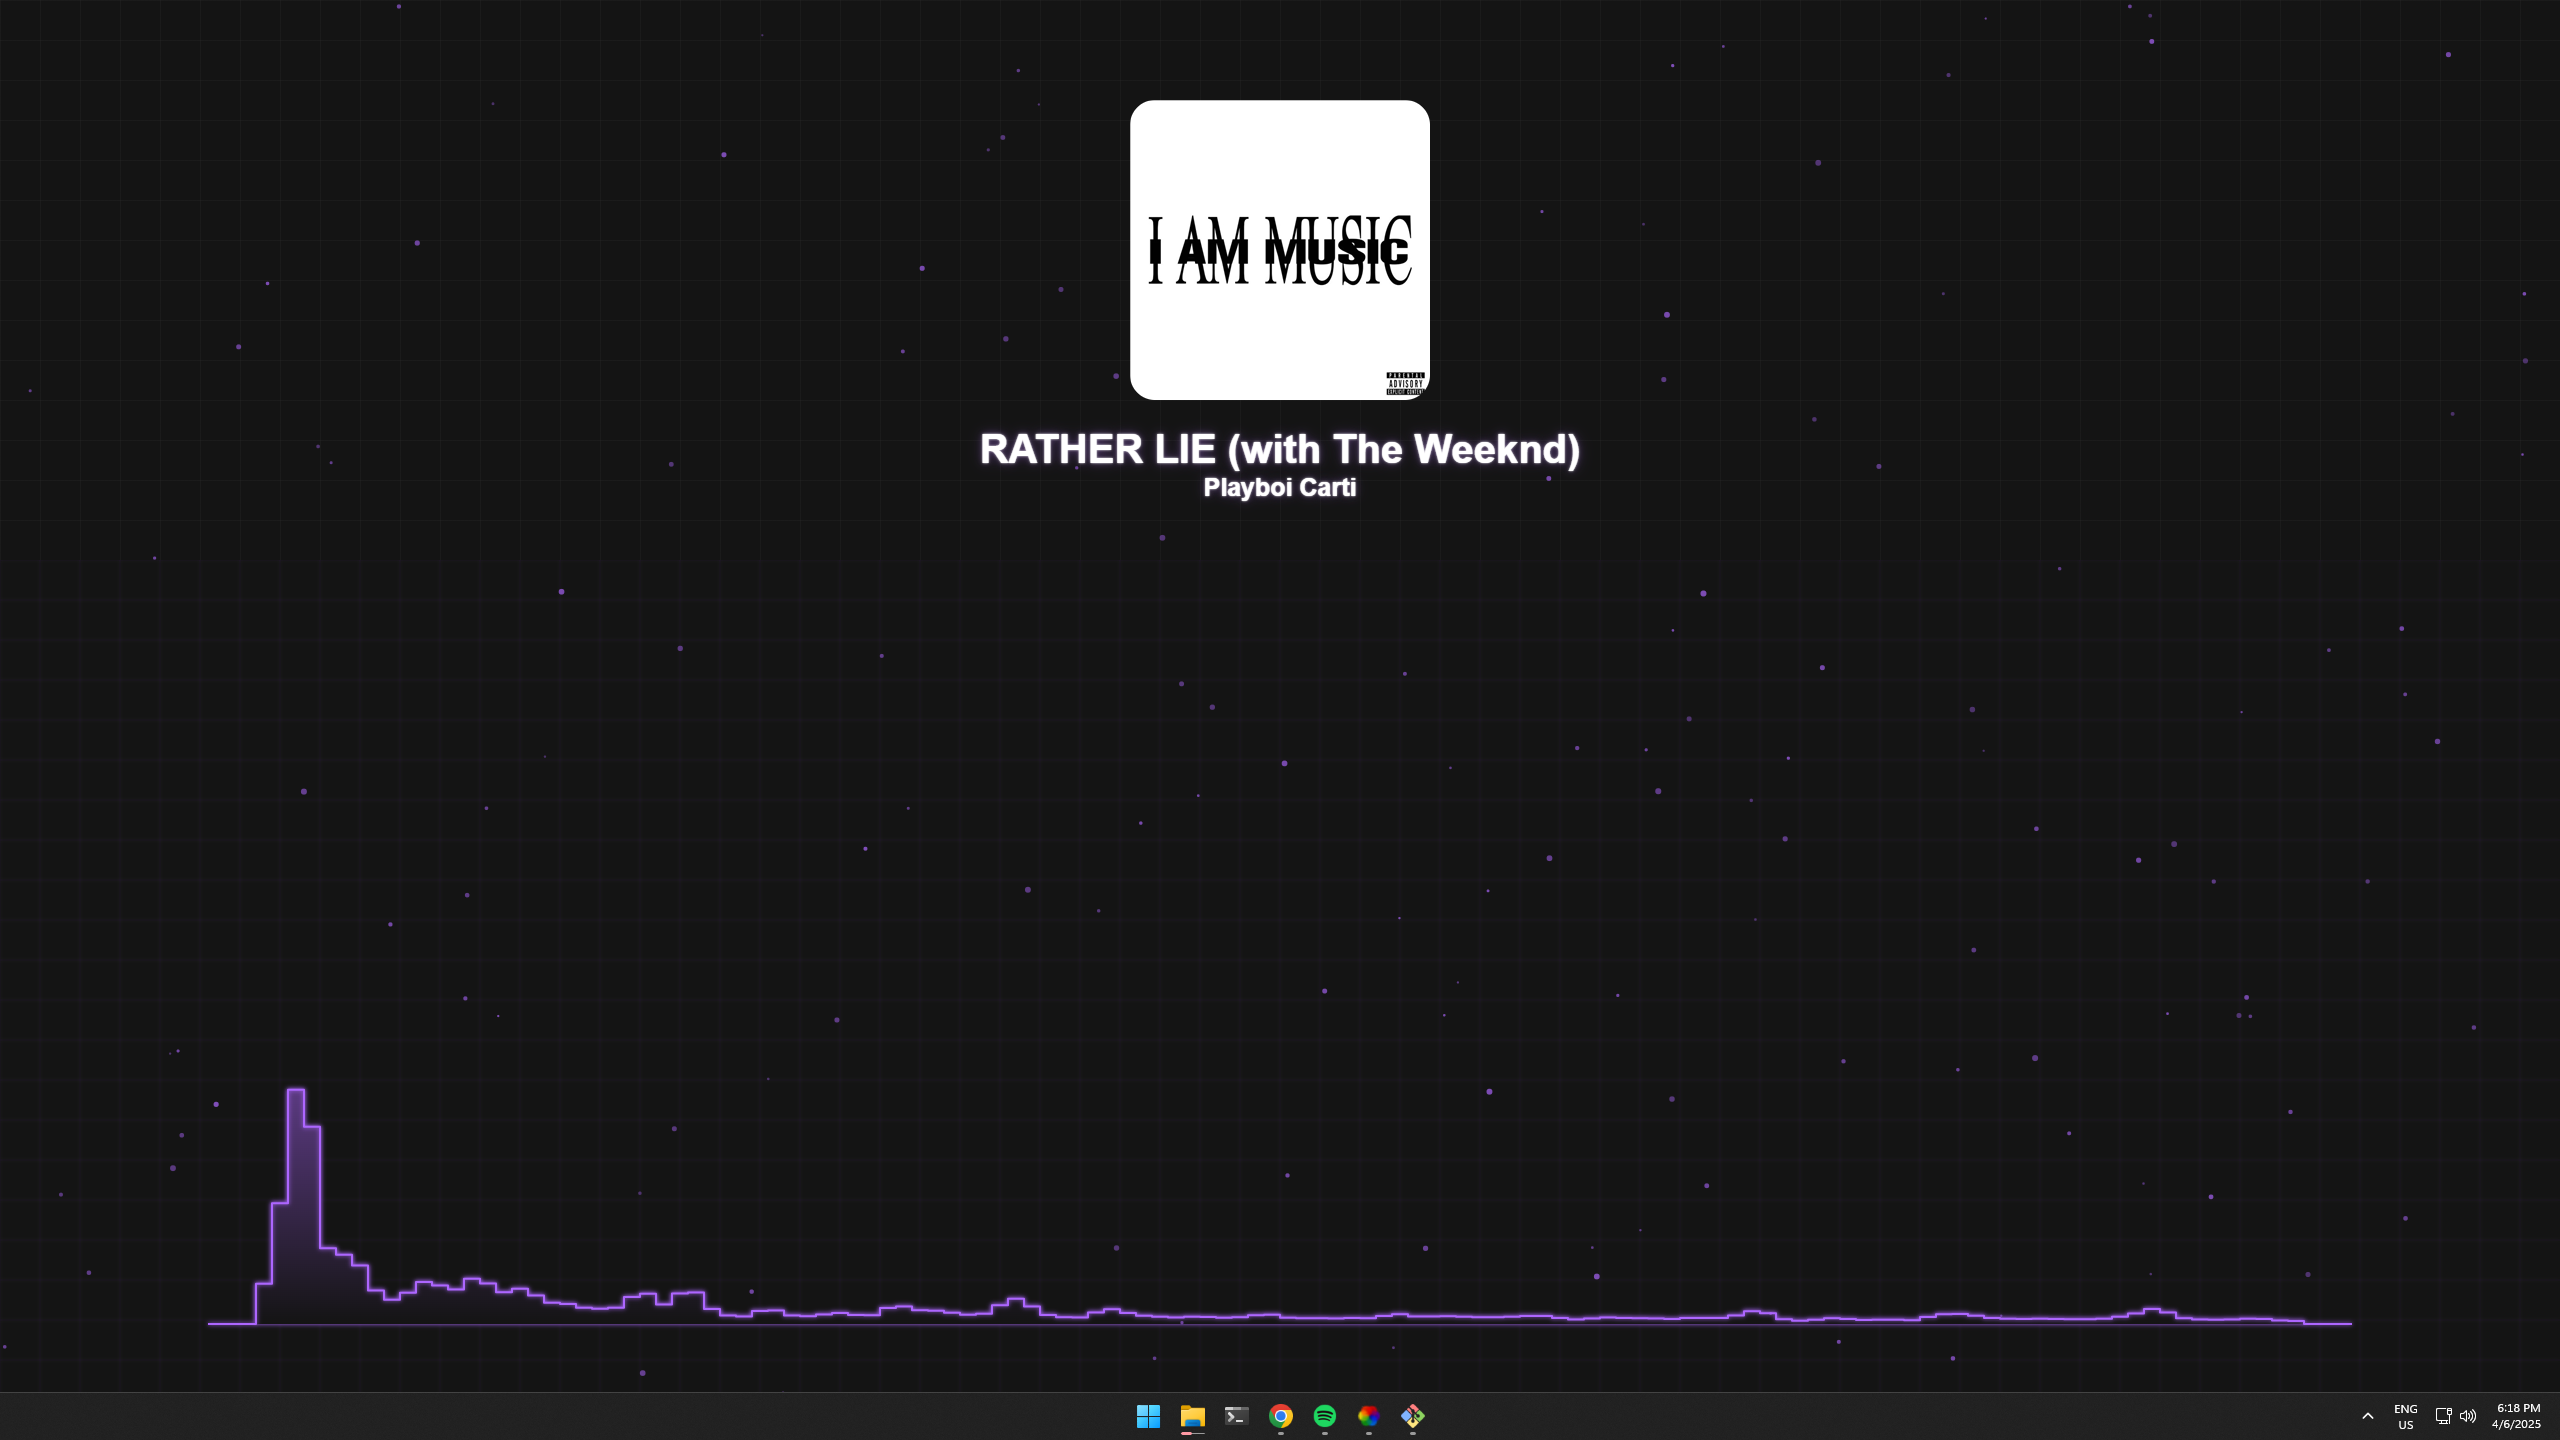 I AM MUSIC
I AM MUSIC
PARENTAL
ADVISORY
EXPLICIT CONTENT
RATHER LIE (with The Weeknd)
Playboi Carti
ENG
US
6:18 PM
4/6/2025